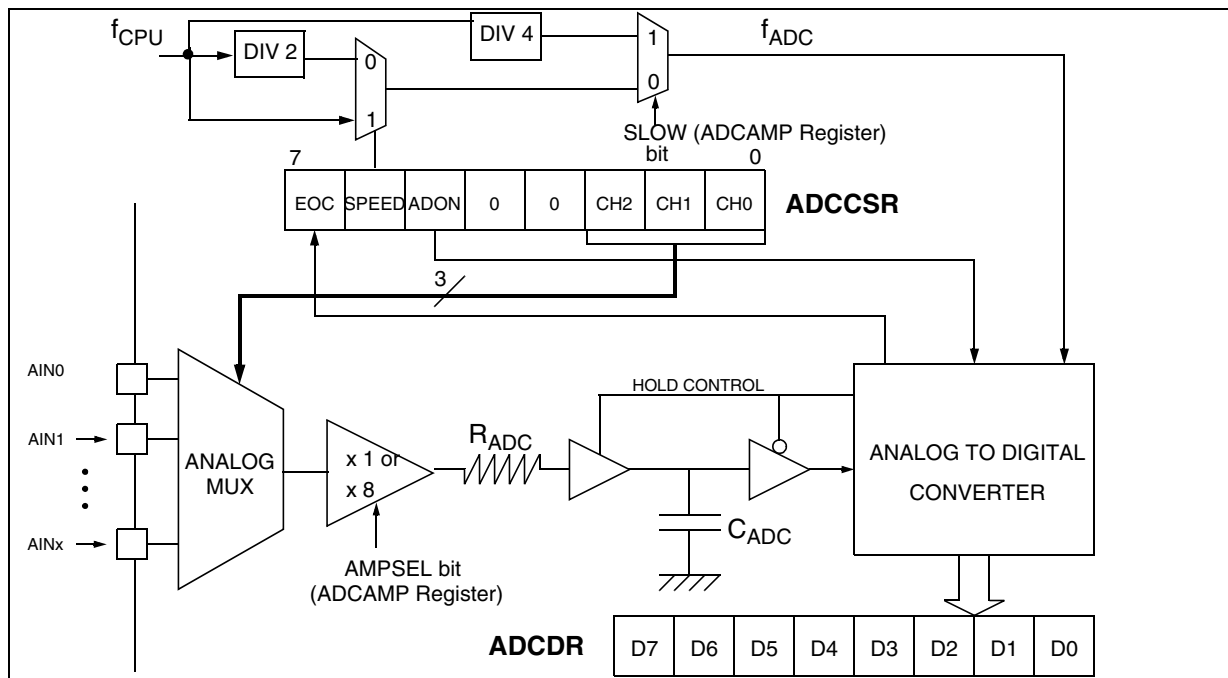 fCPU
DIV 2
DIV 4
fADC
0
1
1
0
SLOW (ADCAMP Register)
bit
7
0
EOC SPEED ADON 0 0 CH2 CH1 CH0
ADCCSR
3
AIN0
AIN1
AINx
ANALOG
MUX
x 1 or
x 8
AMPSEL bit
(ADCAMP Register)
RADC
HOLD CONTROL
CADC
ANALOG TO DIGITAL
CONVERTER
ADCDR
D7 D6 D5 D4 D3 D2 D1 D0